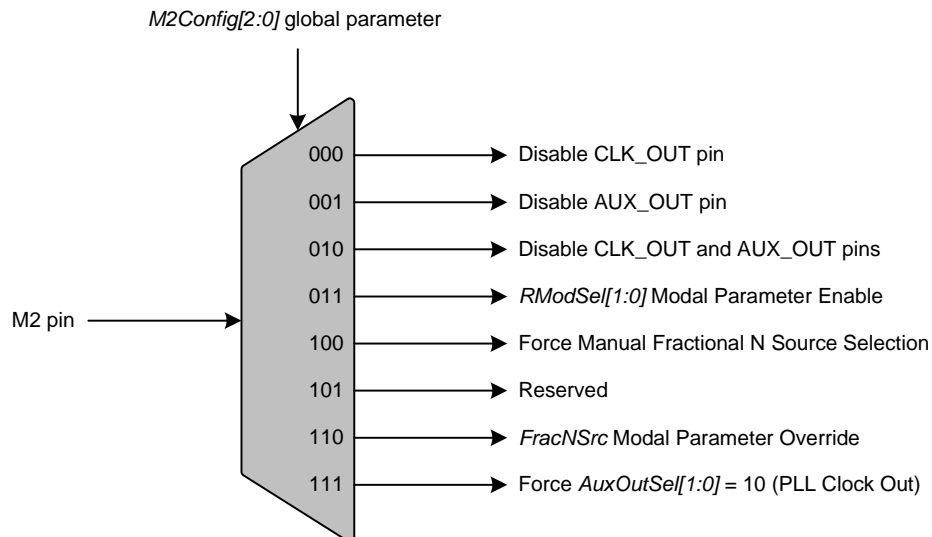 M2Config[2:0] global parameter
000 Disable CLK_OUT pin
001 Disable AUX_OUT pin
010 Disable CLK_OUT and AUX_OUT pins
011 RModSel[1:0] Modal Parameter Enable
M2 pin
100 Force Manual Fractional N Source Selection
101 Reserved
110 FracNSrc Modal Parameter Override
111 Force AuxOutSel[1:0] = 10 (PLL Clock Out)